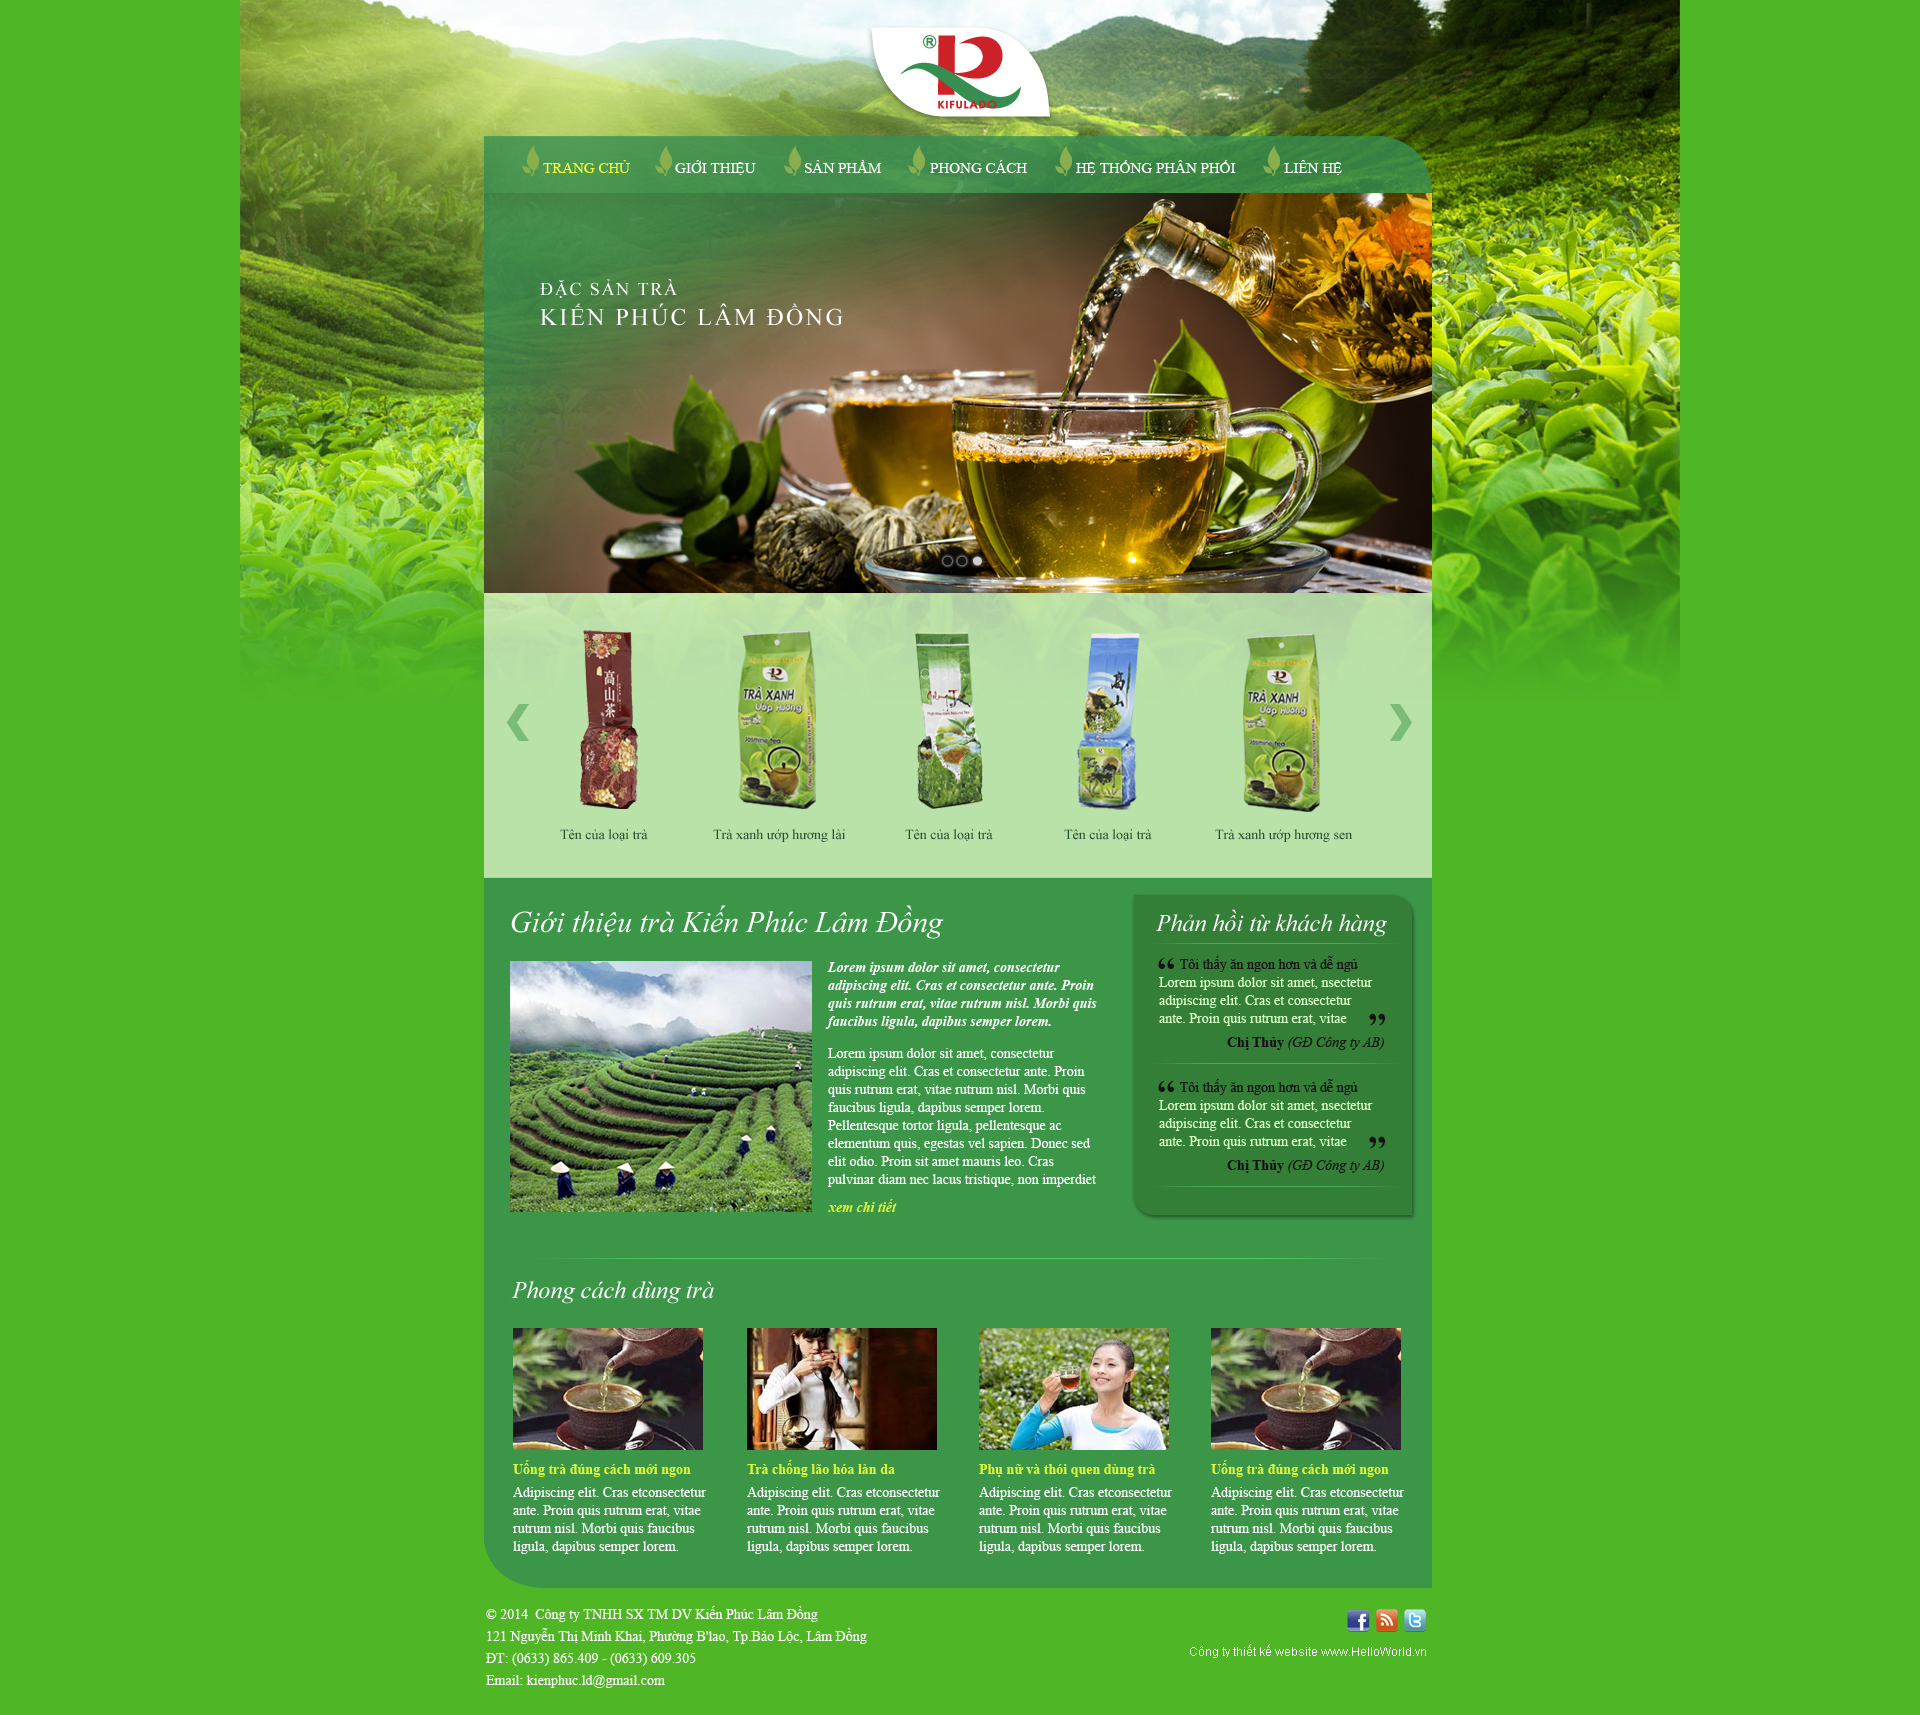 ®
KIFULADO
TRANG CHỦ
GIỚI THIỆU
SẢN PHẨM
PHONG CÁCH
HỆ THỐNG PHÂN PHỐI
LIÊN HỆ
ĐẶC SẢN TRÀ
KIẾN PHÚC LÂM ĐỒNG
高山茶
TRÀ XANH
Ướp Hương
Jasmine tea
高山
TRÀ XANH
Ướp Hương
Jasmine tea
Tên của loại trà
Trà xanh ướp hương lài
Tên của loại trà
Tên của loại trà
Trà xanh ướp hương sen
Giới thiệu trà Kiến Phúc Lâm Đồng
Lorem ipsum dolor sit amet, consectetur
adipiscing elit. Cras et consectetur ante. Proin
quis rutrum erat, vitae rutrum nisl. Morbi quis
faucibus ligula, dapibus semper lorem.
Lorem ipsum dolor sit amet, consectetur
adipiscing elit. Cras et consectetur ante. Proin
quis rutrum erat, vitae rutrum nisl. Morbi quis
faucibus ligula, dapibus semper lorem.
Pellentesque tortor ligula, pellentesque ac
elementum quis, egestas vel sapien. Donec sed
elit odio. Proin sit amet mauris leo. Cras
pulvinar diam nec lacus tristique, non imperdiet
xem chi tiết
Phản hồi từ khách hàng
“ Tôi thấy ăn ngon hơn và dễ ngủ
Lorem ipsum dolor sit amet, nsectetur
adipiscing elit. Cras et consectetur
ante. Proin quis rutrum erat, vitae ”
Chị Thủy (GĐ Công ty AB)
“ Tôi thấy ăn ngon hơn và dễ ngủ
Lorem ipsum dolor sit amet, nsectetur
adipiscing elit. Cras et consectetur
ante. Proin quis rutrum erat, vitae ”
Chị Thủy (GĐ Công ty AB)
Phong cách dùng trà
Uống trà đúng cách mới ngon
Adipiscing elit. Cras etconsectetur
ante. Proin quis rutrum erat, vitae
rutrum nisl. Morbi quis faucibus
ligula, dapibus semper lorem.
Trà chống lão hóa làn da
Adipiscing elit. Cras etconsectetur
ante. Proin quis rutrum erat, vitae
rutrum nisl. Morbi quis faucibus
ligula, dapibus semper lorem.
Phụ nữ và thói quen dùng trà
Adipiscing elit. Cras etconsectetur
ante. Proin quis rutrum erat, vitae
rutrum nisl. Morbi quis faucibus
ligula, dapibus semper lorem.
Uống trà đúng cách mới ngon
Adipiscing elit. Cras etconsectetur
ante. Proin quis rutrum erat, vitae
rutrum nisl. Morbi quis faucibus
ligula, dapibus semper lorem.
© 2014 Công ty TNHH SX TM DV Kiến Phúc Lâm Đồng
121 Nguyễn Thị Minh Khai, Phường B'lao, Tp.Bảo Lộc, Lâm Đồng
ĐT: (0633) 865.409 - (0633) 609.305
Email: kienphuc.ld@gmail.com
Công ty thiết kế website www.HelloWorld.vn